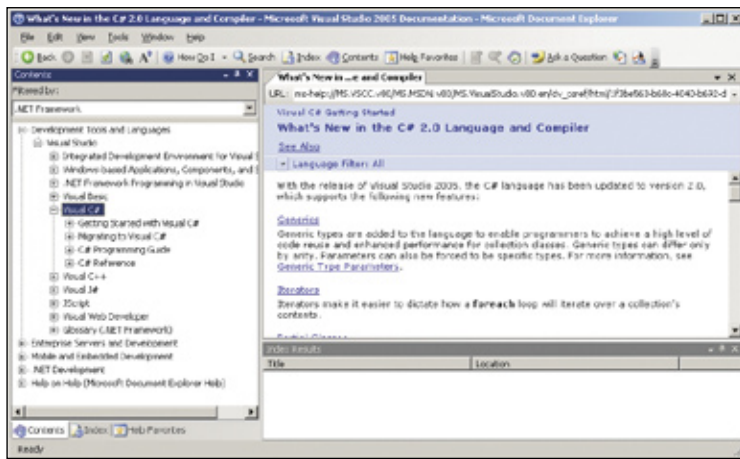 What's New in the C# 2.0 Language and Compiler - Microsoft Visual Studio 2005 Documentation - Microsoft Document Explorer
File Edit View Tools Window Help
Back How Do I Search Index Contents Help Favorites Ask a Question
Contents
Filtered by:
.NET Framework
Development Tools and Languages
Visual Studio
Integrated Development Environment for Visual S
Windows-based Applications, Components, and S
.NET Framework Programming in Visual Studio
Visual Basic
Visual C#
Getting Started with Visual C#
Migrating to Visual C#
C# Programming Guide
C# Reference
Visual C++
Visual J#
JScript
Visual Web Developer
Glossary (.NET Framework)
Enterprise Servers and Development
Mobile and Embedded Development
.NET Development
Help on Help (Microsoft Document Explorer Help)
Contents Index Help Favorites
What's New in ...e and Compiler
URL:
Visual C# Getting Started
What's New in the C# 2.0 Language and Compiler
See Also
Language Filter: All
With the release of Visual Studio 2005, the C# language has been updated to version 2.0,
which supports the following new features:
Generics
Generic types are added to the language to enable programmers to achieve a high level of
code reuse and enhanced performance for collection classes. Generic types can differ only
by arity. Parameters can also be forced to be specific types. For more information, see
Generic Type Parameters.
Iterators
Iterators make it easier to dictate how a foreach loop will iterate over a collection's
contents.
Partial Classes
Index Results
Title Location
Ready